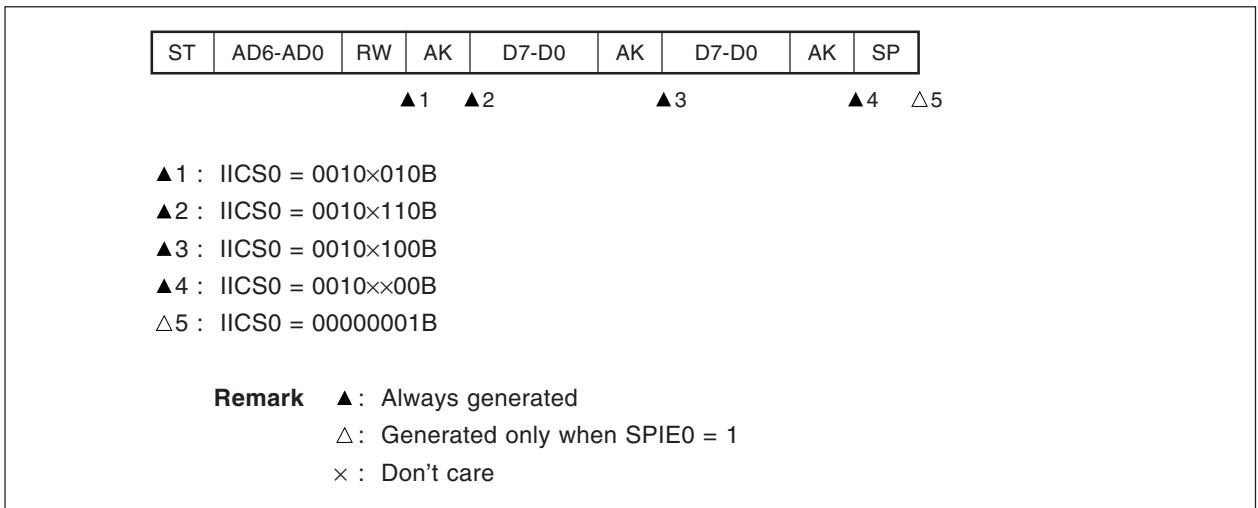 ST AD6-AD0 RW AK D7-D0 AK D7-D0 AK SP
▲1 ▲2 ▲3 ▲4 △5
▲1 : IICS0 = 0010×010B
▲2 : IICS0 = 0010×110B
▲3 : IICS0 = 0010×100B
▲4 : IICS0 = 0010××00B
△5 : IICS0 = 00000001B
Remark ▲ : Always generated
△ : Generated only when SPIE0 = 1
× : Don't care